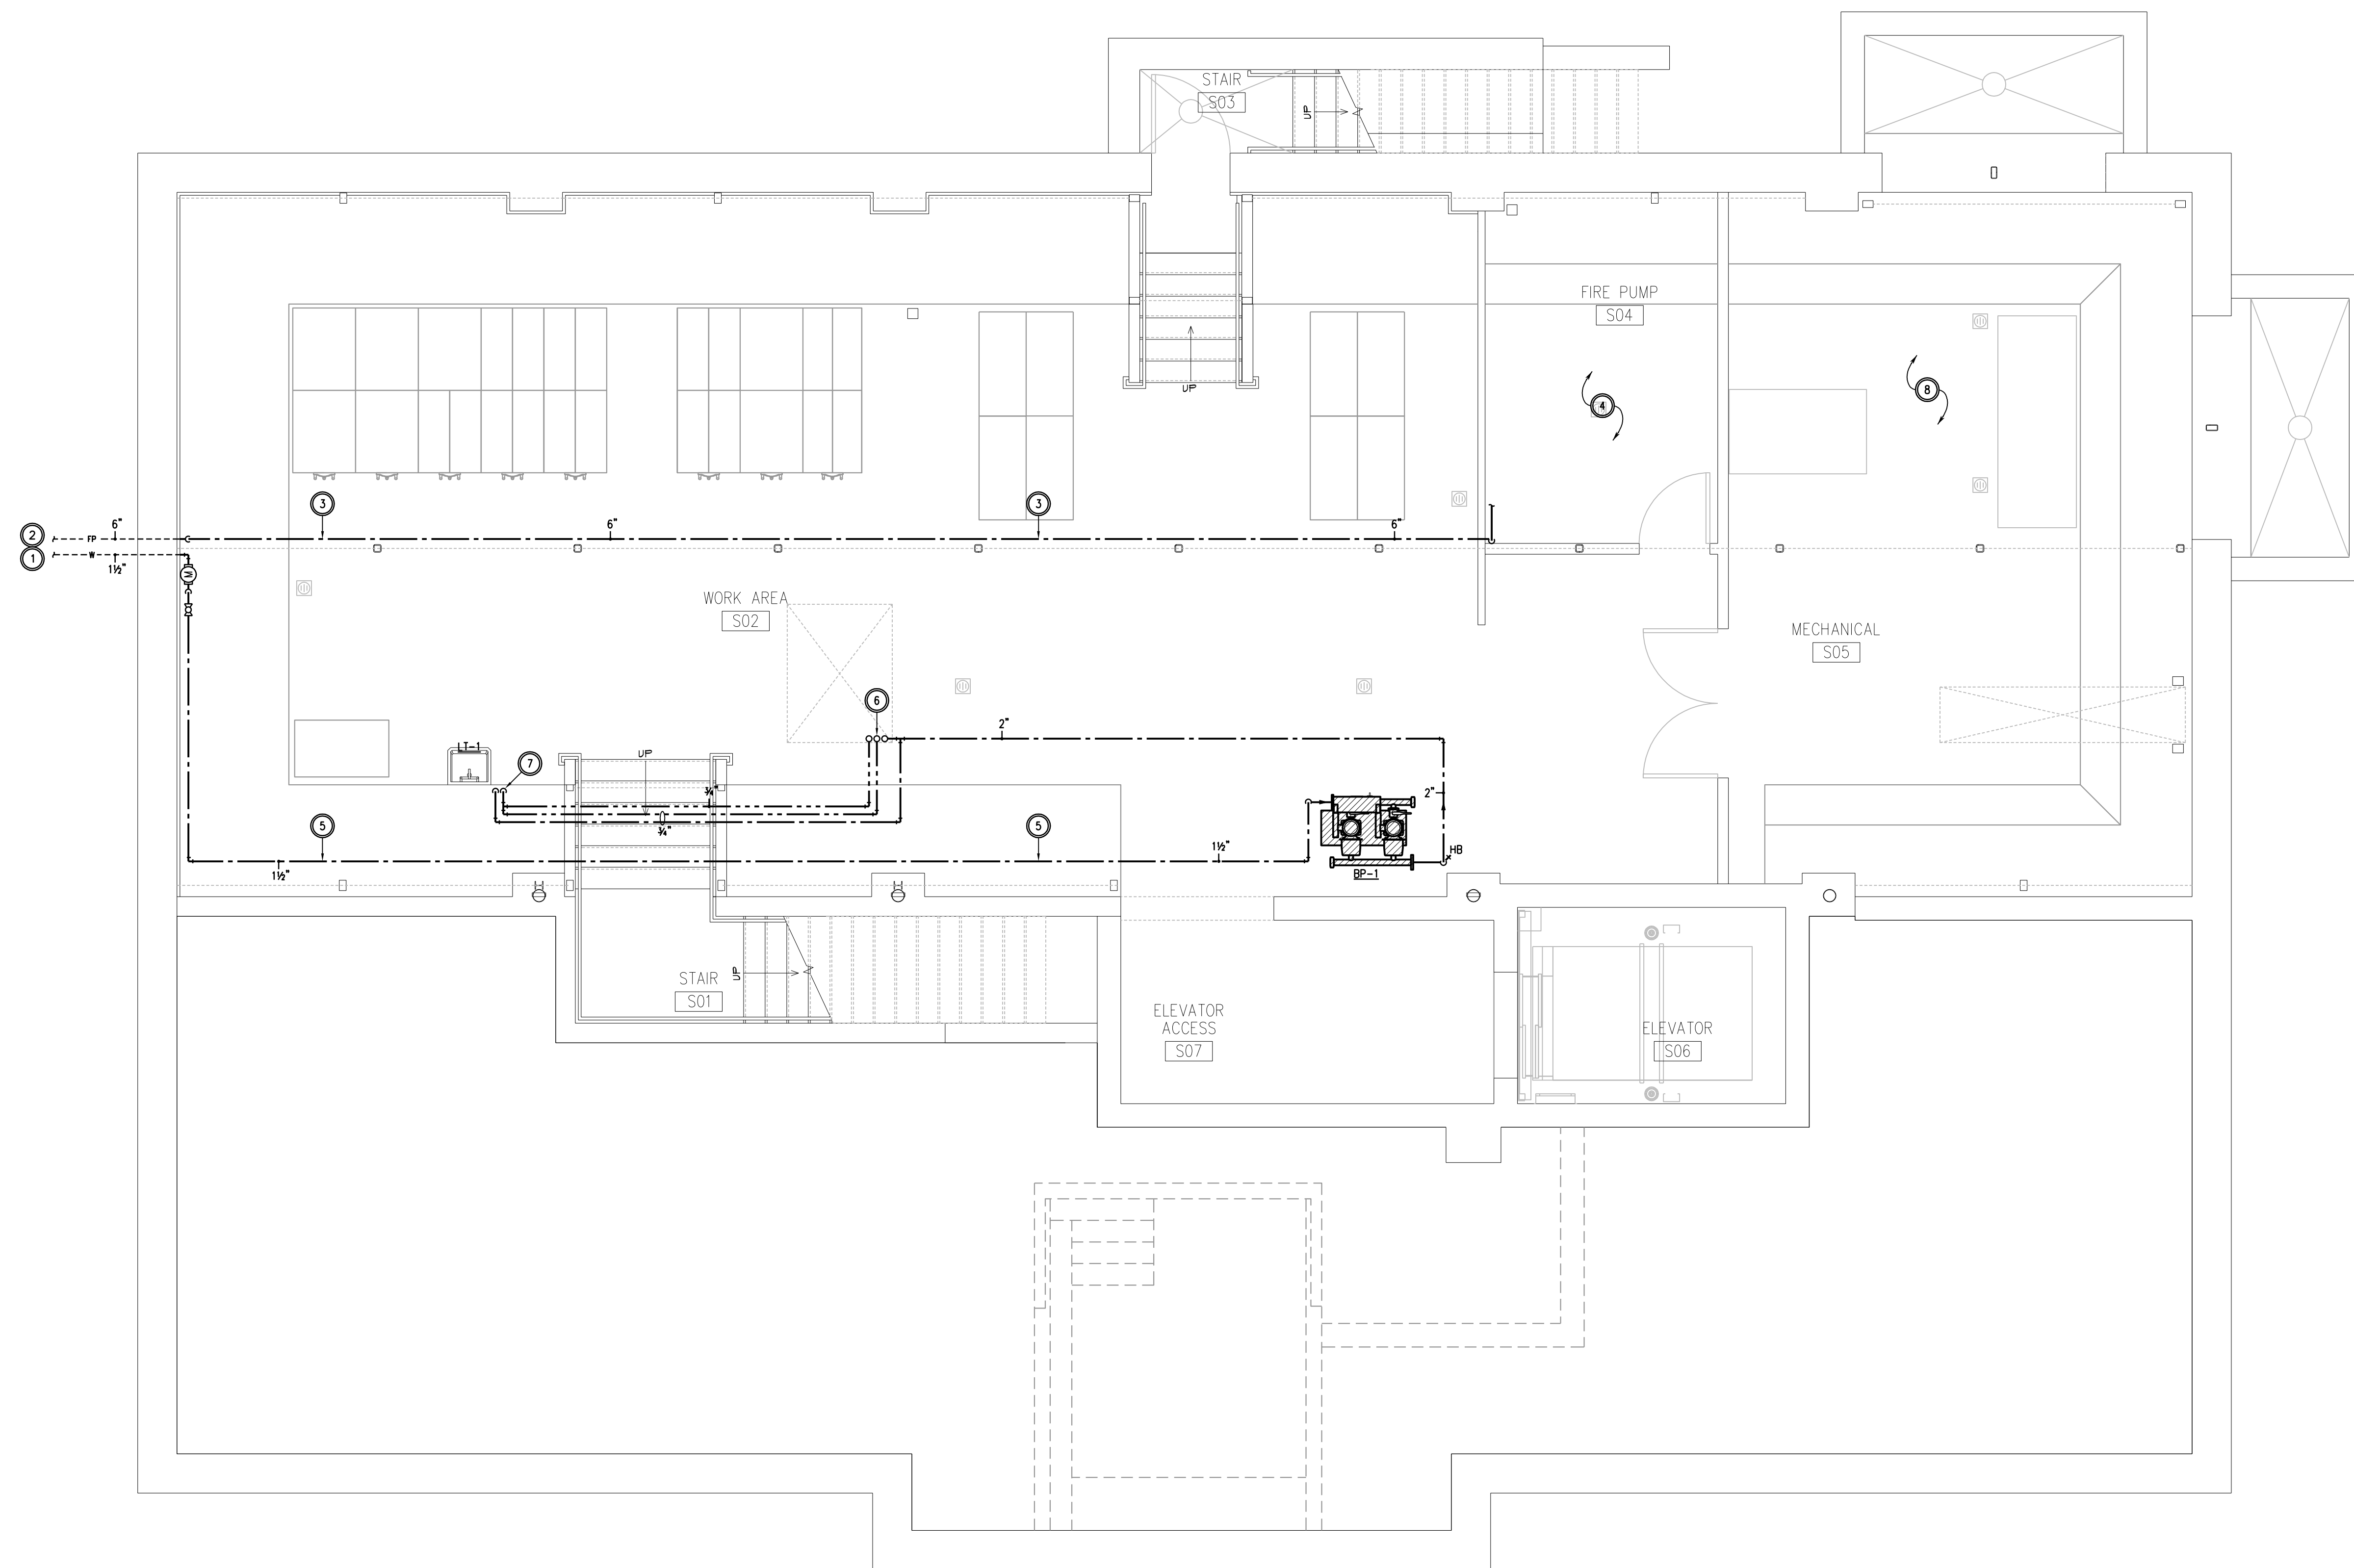 STAIR
S03
UP
FIRE PUMP
S04
UP
4
8
3
3
2
6"
FP
6"
6"
1
W
1½"
M
WORK AREA
S02
MECHANICAL
S05
6
2"
LT-1
UP
7
¾"
2"
5
¾"
5
1½"
HB
1½"
BP-1
STAIR
S01
UP
ELEVATOR
ACCESS
S07
ELEVATOR
S06